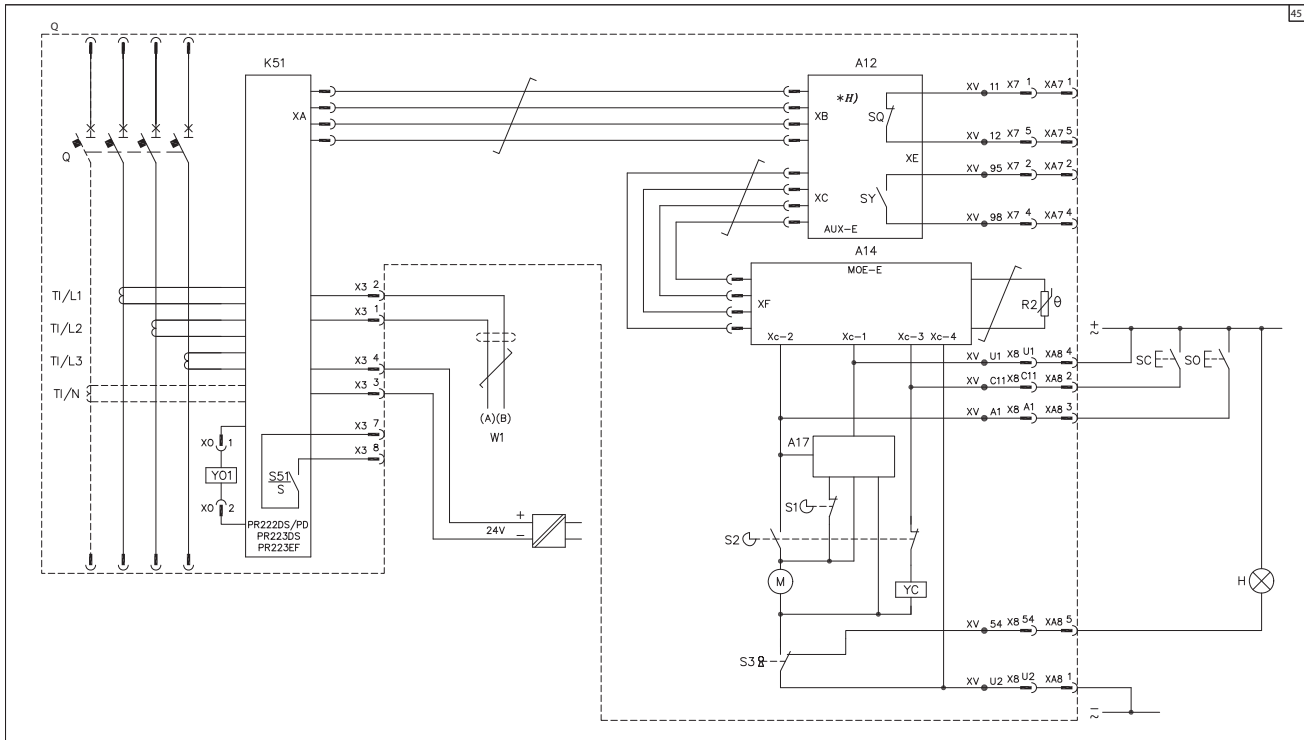 45
Q
K51
XA
A12
*H)
XB
SQ
XE
XC
SY
AUX-E
XV 11 X7 1 XA7 1
XV 12 X7 5 XA7 5
XV 95 X7 2 XA7 2
XV 98 X7 4 XA7 4
Q
A14
MOE-E
XF
R2 θ
Xc-2 Xc-1 Xc-3 Xc-4
TI/L1
TI/L2
TI/L3
TI/N
X3 2
X3 1
X3 4
X3 3
X3 7
X3 8
(A)(B)
W1
+
~
XV U1 X8 U1 XA8 4
XV C11 X8 C11 XA8 2
XV A1 X8 A1 XA8 3
SC
SO
XO 1
YO1
XO 2
S51
S
PR222DS/PD
PR223DS
PR223EF
+
24V
−
A17
S1
S2
M
YC
H
S3
XV 54 X8 54 XA8 5
XV U2 X8 U2 XA8 1
−
~